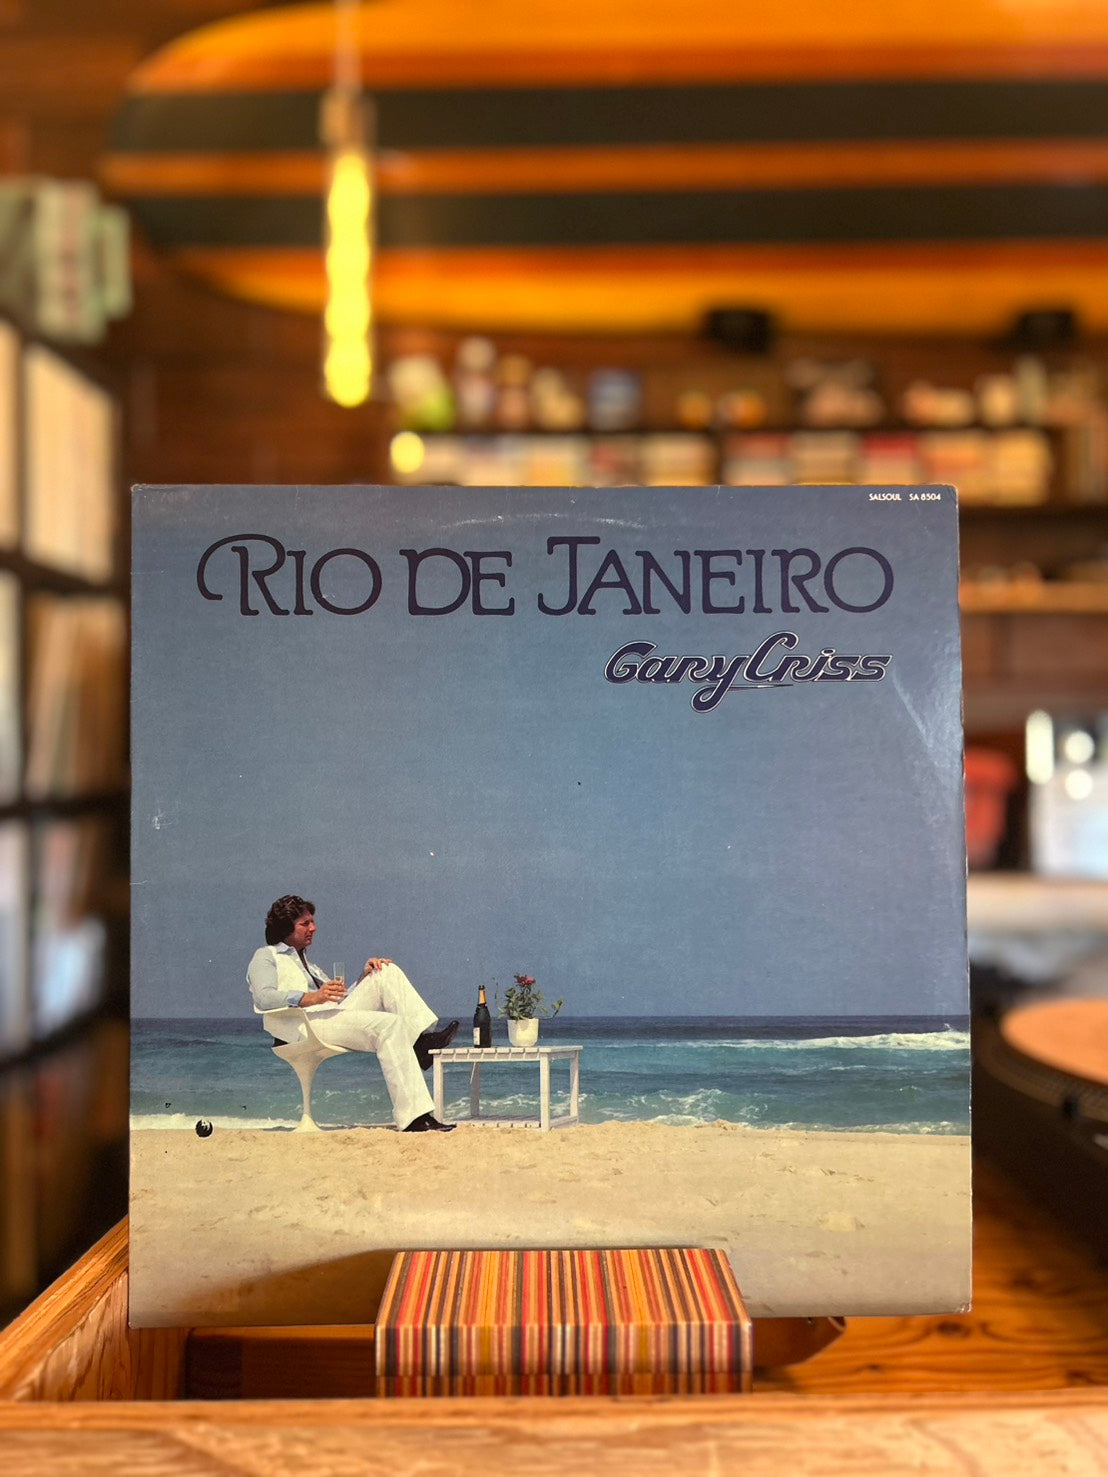 SALSOUL SA 8504
RIO DE JANEIRO
Gary Criss